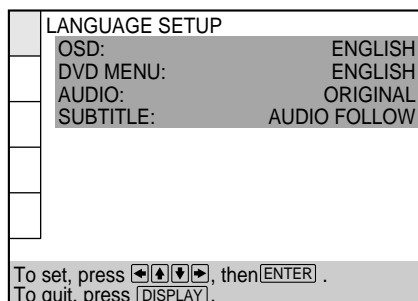 LANGUAGE SETUP
OSD: ENGLISH
DVD MENU: ENGLISH
AUDIO: ORIGINAL
SUBTITLE: AUDIO FOLLOW
To set, press ←↑↓→, then ENTER .
To quit, press DISPLAY.